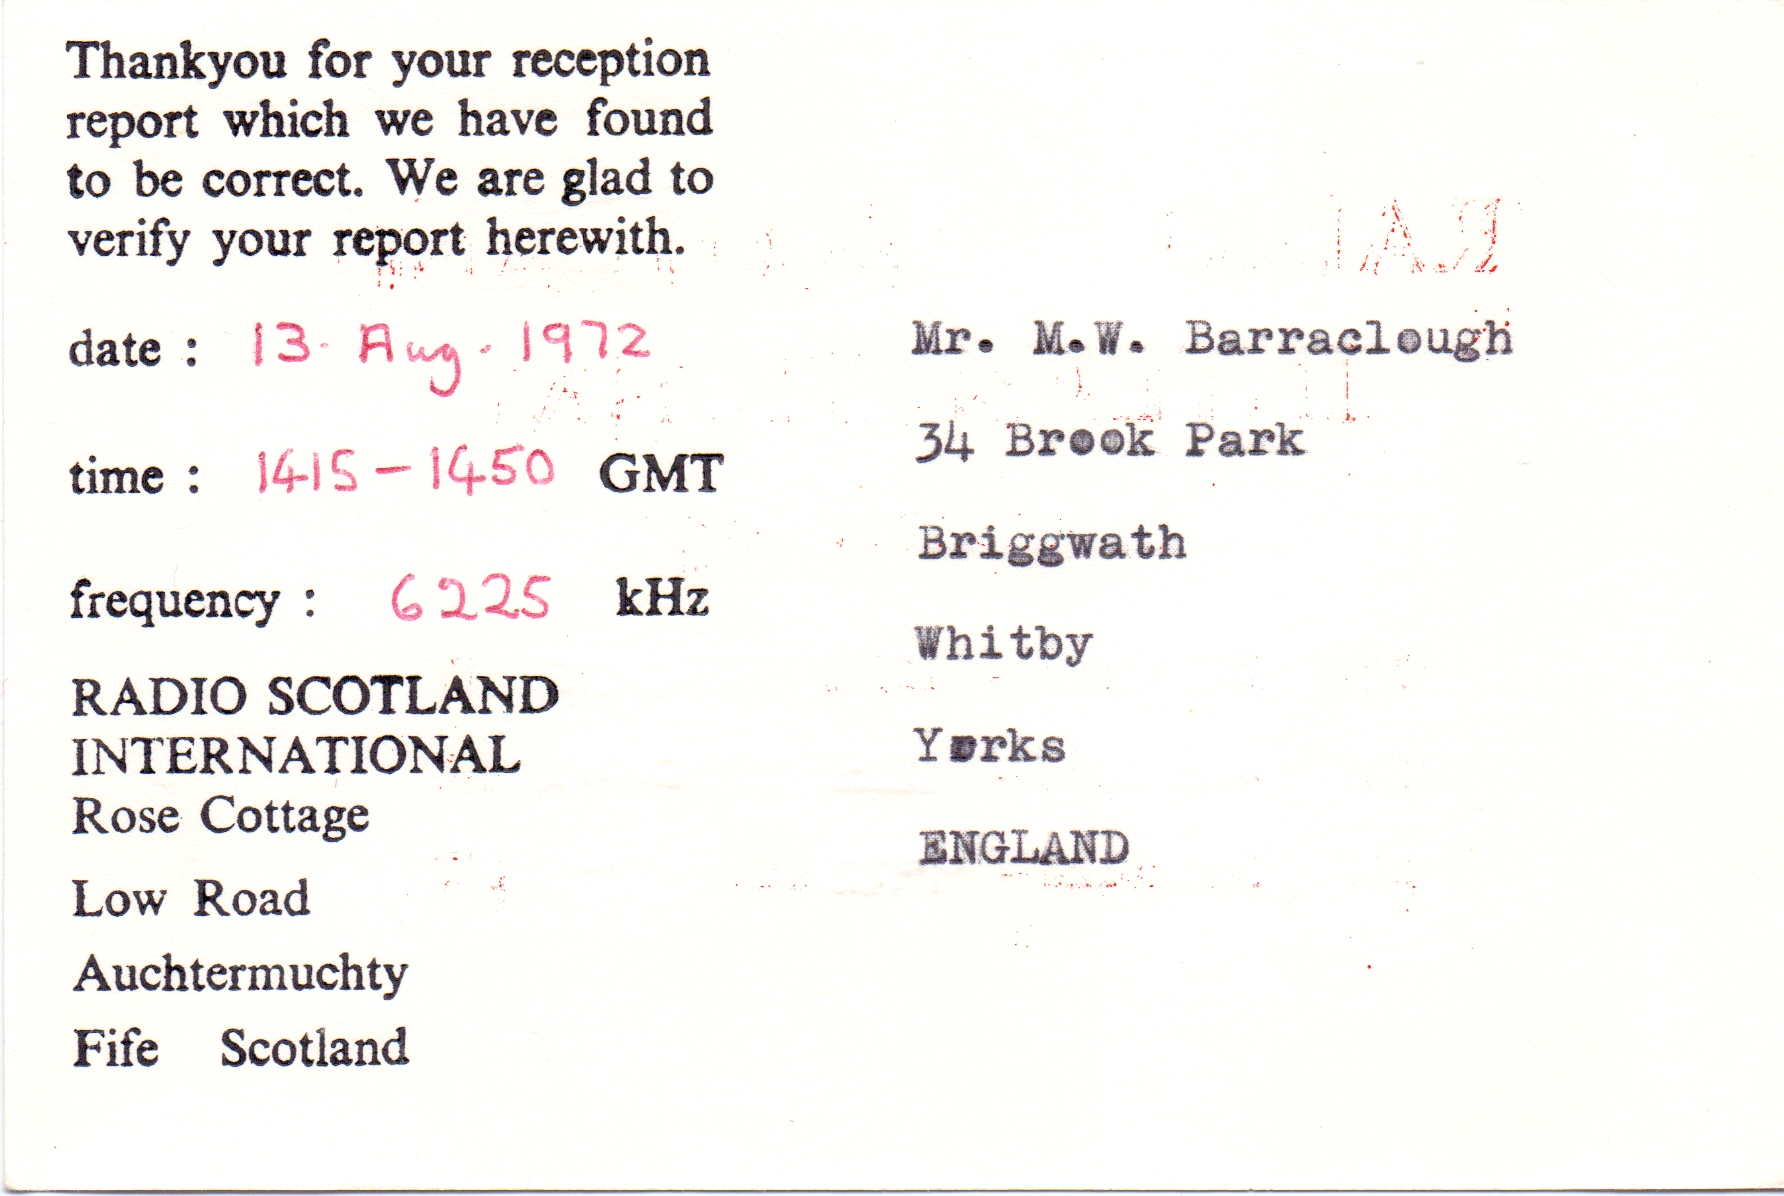 Thankyou for your reception
report which we have found
to be correct. We are glad to
verify your report herewith.
date : 13. Aug. 1972
time : 1415 - 1450 GMT
frequency : 6225 kHz
RADIO SCOTLAND
INTERNATIONAL
Rose Cottage
Low Road
Auchtermuchty
Fife Scotland
Mr. M.W. Barraclough
34 Brook Park
Briggwath
Whitby
Yorks
ENGLAND